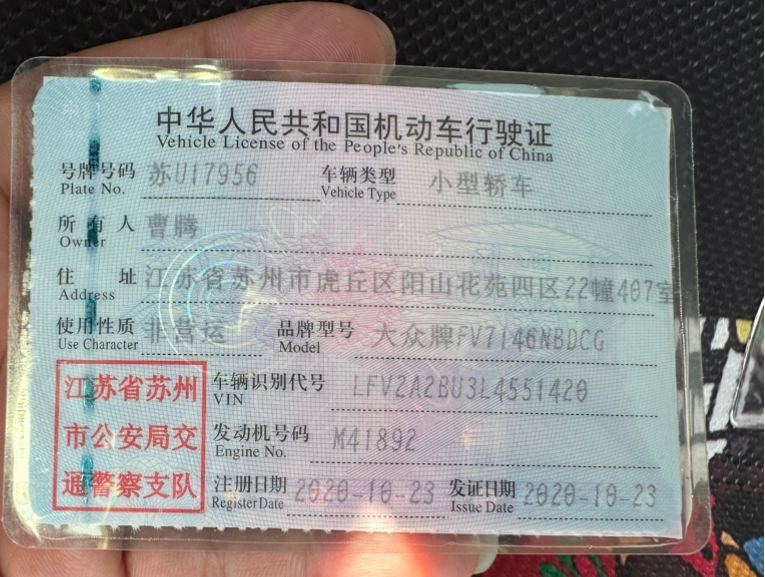 中华人民共和国机动车行驶证
Vehicle License of the People's Republic of China
号牌号码 苏U17956 车辆类型 小型轿车
Plate No. Vehicle Type
所有人 曹腾
Owner
住址 江苏省苏州市虎丘区阳山花苑四区22幢407室
Address
使用性质 非营运 品牌型号 大众牌FV7146NBDCG
Use Character Model
江苏省苏州
市公安局交
通警察支队
车辆识别代号 LFV2A2BU3L4551420
VIN
发动机号码 M41892
Engine No.
注册日期 2020-10-23 发证日期 2020-10-23
Register Date Issue Date